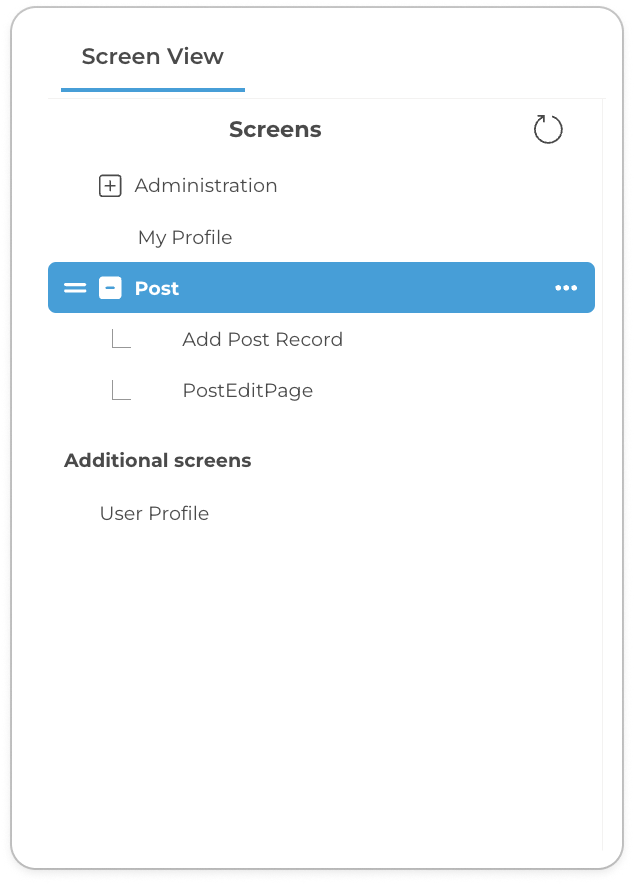 Screen View
Screens
Administration
My Profile
Post
Add Post Record
PostEditPage
Additional screens
User Profile